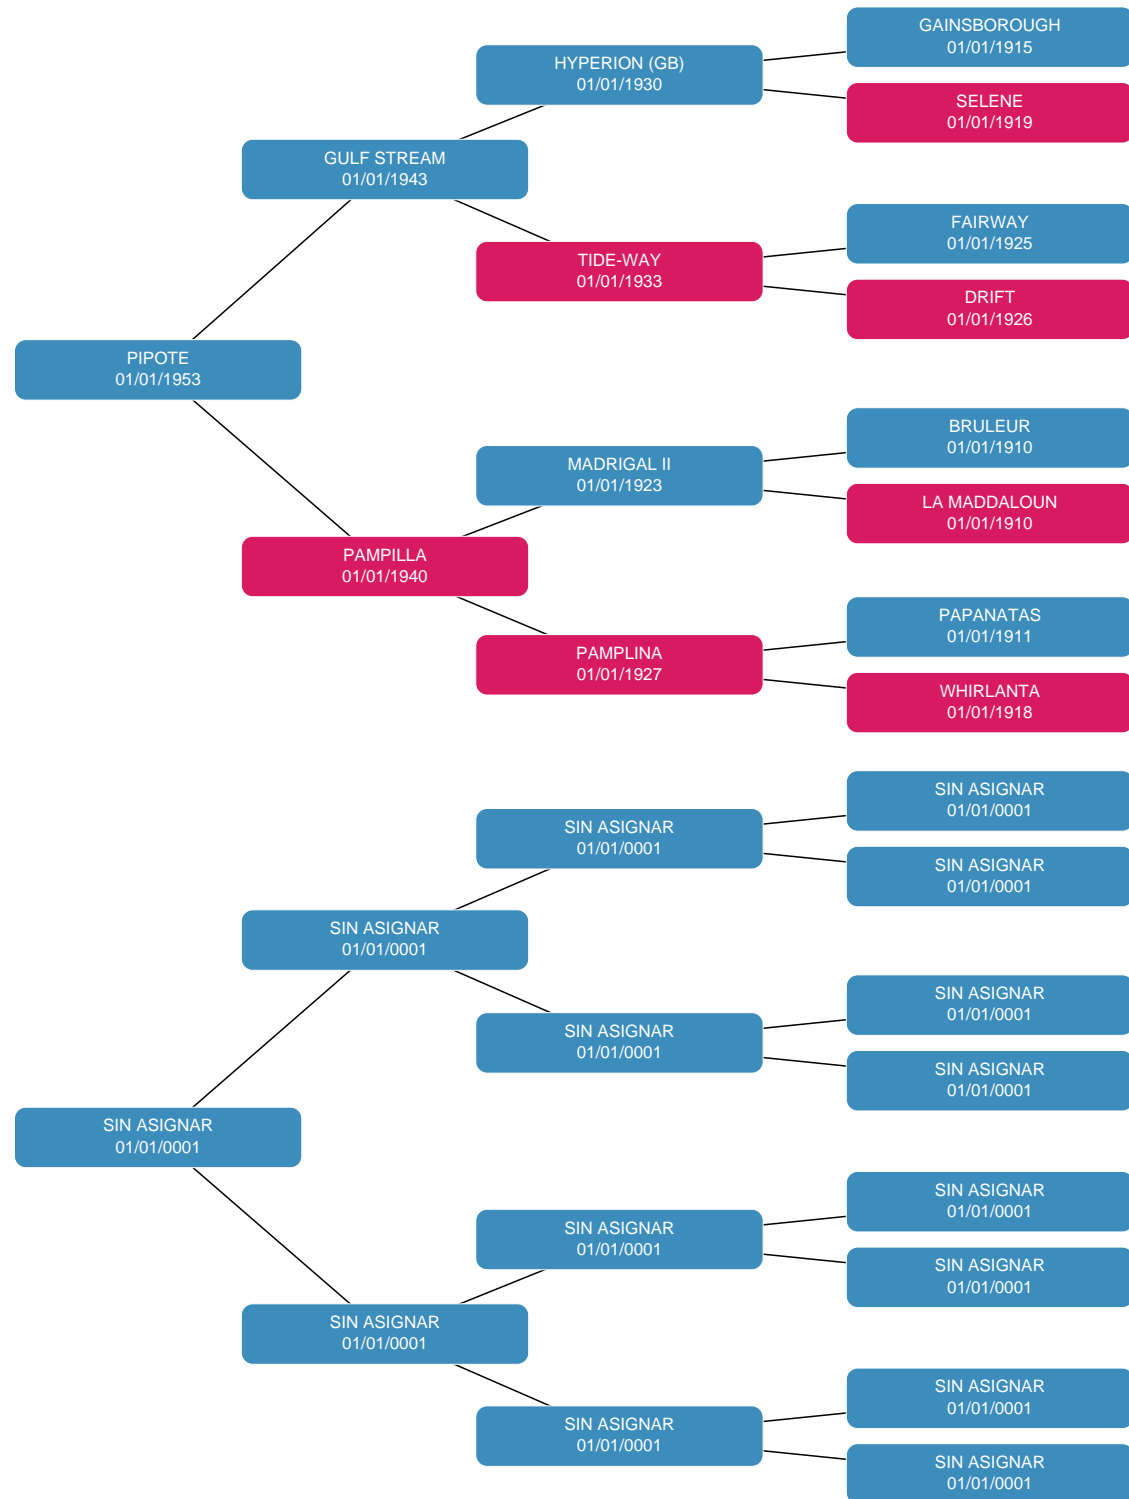 GAINSBOROUGH
01/01/1915
HYPERION (GB)
01/01/1930
SELENE
01/01/1919
GULF STREAM
01/01/1943
FAIRWAY
01/01/1925
TIDE-WAY
01/01/1933
DRIFT
01/01/1926
PIPOTE
01/01/1953
BRULEUR
01/01/1910
MADRIGAL II
01/01/1923
LA MADDALOUN
01/01/1910
PAMPILLA
01/01/1940
PAPANATAS
01/01/1911
PAMPLINA
01/01/1927
WHIRLANTA
01/01/1918
SIN ASIGNAR
01/01/0001
SIN ASIGNAR
01/01/0001
SIN ASIGNAR
01/01/0001
SIN ASIGNAR
01/01/0001
SIN ASIGNAR
01/01/0001
SIN ASIGNAR
01/01/0001
SIN ASIGNAR
01/01/0001
SIN ASIGNAR
01/01/0001
SIN ASIGNAR
01/01/0001
SIN ASIGNAR
01/01/0001
SIN ASIGNAR
01/01/0001
SIN ASIGNAR
01/01/0001
SIN ASIGNAR
01/01/0001
SIN ASIGNAR
01/01/0001
SIN ASIGNAR
01/01/0001